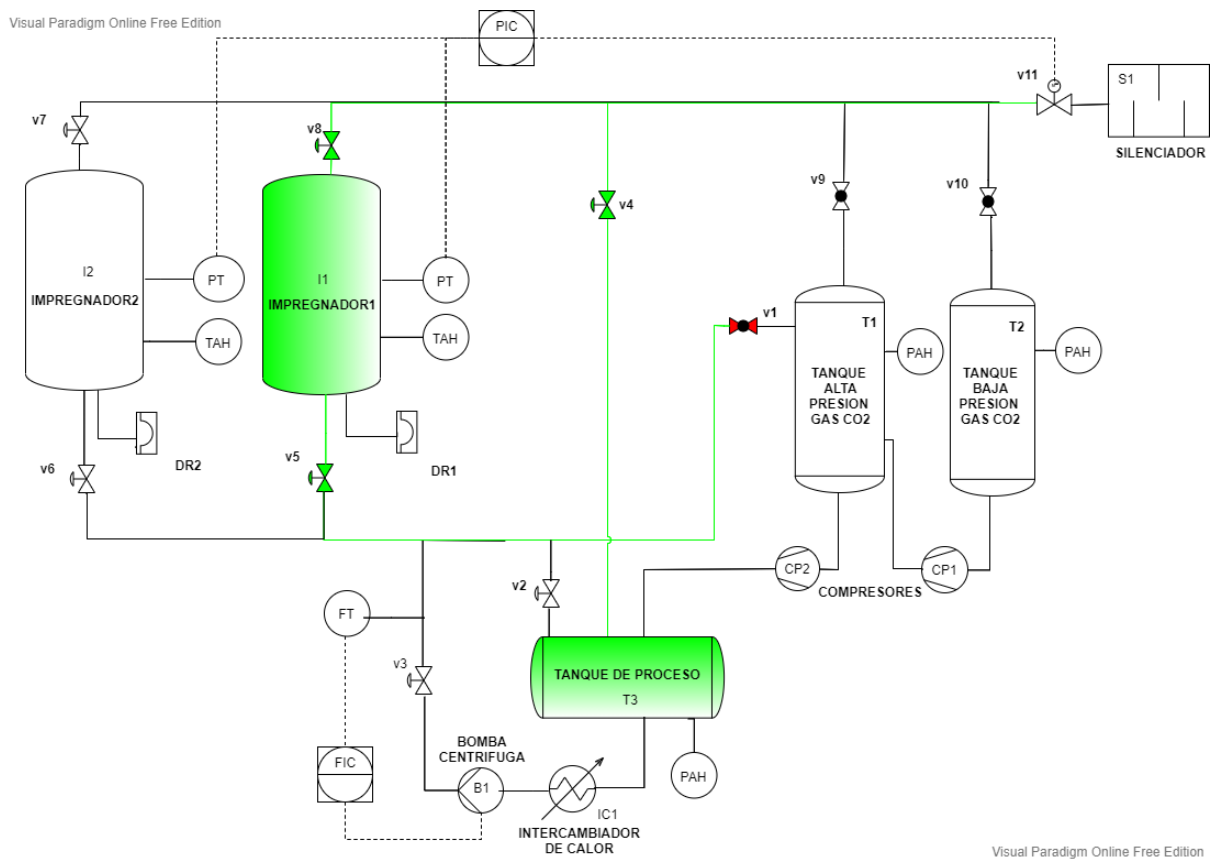 Visual Paradigm Online Free Edition
PIC
v11
S1
SILENCIADOR
v7
v8
v9
v10
v4
I2
IMPREGNADOR2
PT
TAH
I1
IMPREGNADOR1
PT
TAH
v1
T1
TANQUE
ALTA
PRESION
GAS CO2
PAH
T2
TANQUE
BAJA
PRESION
GAS CO2
PAH
DR2
DR1
v6
v5
v2
CP2
CP1
COMPRESORES
FT
v3
TANQUE DE PROCESO
T3
FIC
BOMBA
CENTRIFUGA
B1
IC1
INTERCAMBIADOR
DE CALOR
PAH
Visual Paradigm Online Free Edition